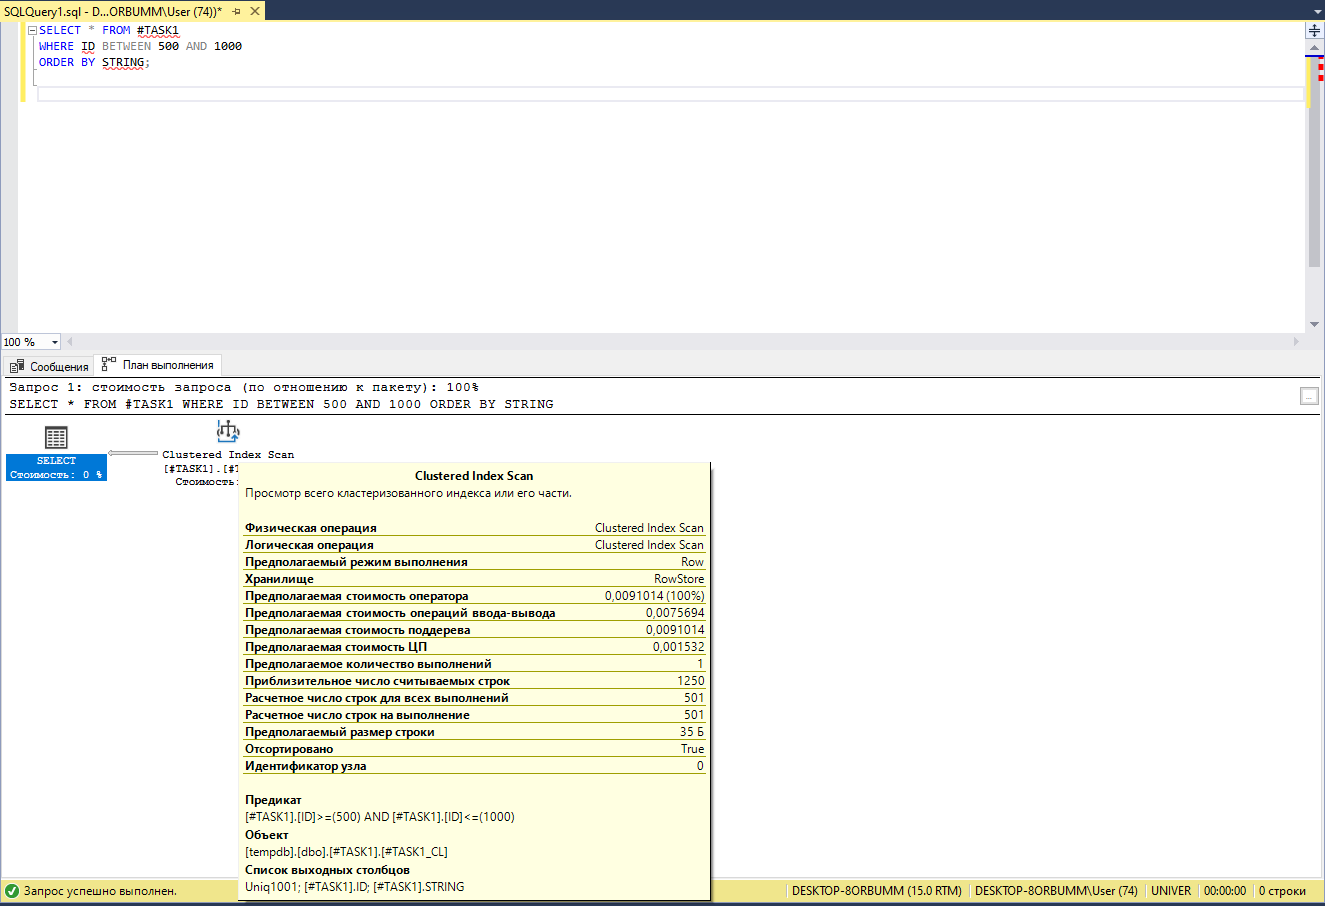 SQLQuery1.sql - D...ORBUMM\User (74))*
SELECT * FROM #TASK1
WHERE ID BETWEEN 500 AND 1000
ORDER BY STRING;
100 %
Сообщения План выполнения
Запрос 1: стоимость запроса (по отношению к пакету): 100%
SELECT * FROM #TASK1 WHERE ID BETWEEN 500 AND 1000 ORDER BY STRING
...
SELECT
Стоимость: 0 %
Clustered Index Scan
[#TASK1].[#T
Стоимость:
Clustered Index Scan
Просмотр всего кластеризованного индекса или его части.
Физическая операция Clustered Index Scan
Логическая операция Clustered Index Scan
Предполагаемый режим выполнения Row
Хранилище RowStore
Предполагаемая стоимость оператора 0,0091014 (100%)
Предполагаемая стоимость операций ввода-вывода 0,0075694
Предполагаемая стоимость поддерева 0,0091014
Предполагаемая стоимость ЦП 0,001532
Предполагаемое количество выполнений 1
Приблизительное число считываемых строк 1250
Расчетное число строк для всех выполнений 501
Расчетное число строк на выполнение 501
Предполагаемый размер строки 35 Б
Отсортировано True
Идентификатор узла 0
Предикат
[#TASK1].[ID]>=(500) AND [#TASK1].[ID]<=(1000)
Объект
[tempdb].[dbo].[#TASK1].[#TASK1_CL]
Список выходных столбцов
Uniq1001; [#TASK1].ID; [#TASK1].STRING
Запрос успешно выполнен. DESKTOP-8ORBUMM (15.0 RTM) DESKTOP-8ORBUMM\User (74) UNIVER 00:00:00 0 строки